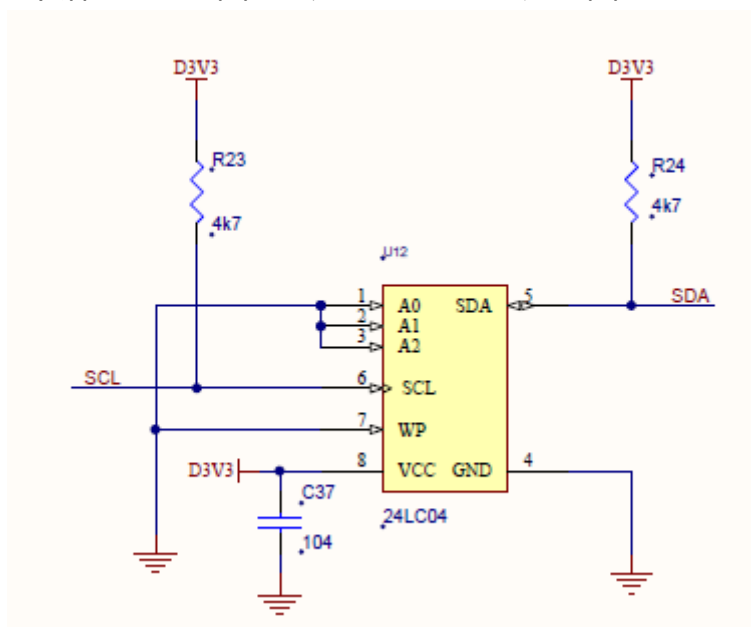 D3V3
D3V3
R23
4k7
R24
4k7
U12
1
2
3
A0
A1
A2
SDA
5
SDA
SCL
6
SCL
7
WP
D3V3
8
VCC
GND
4
C37
104
24LC04